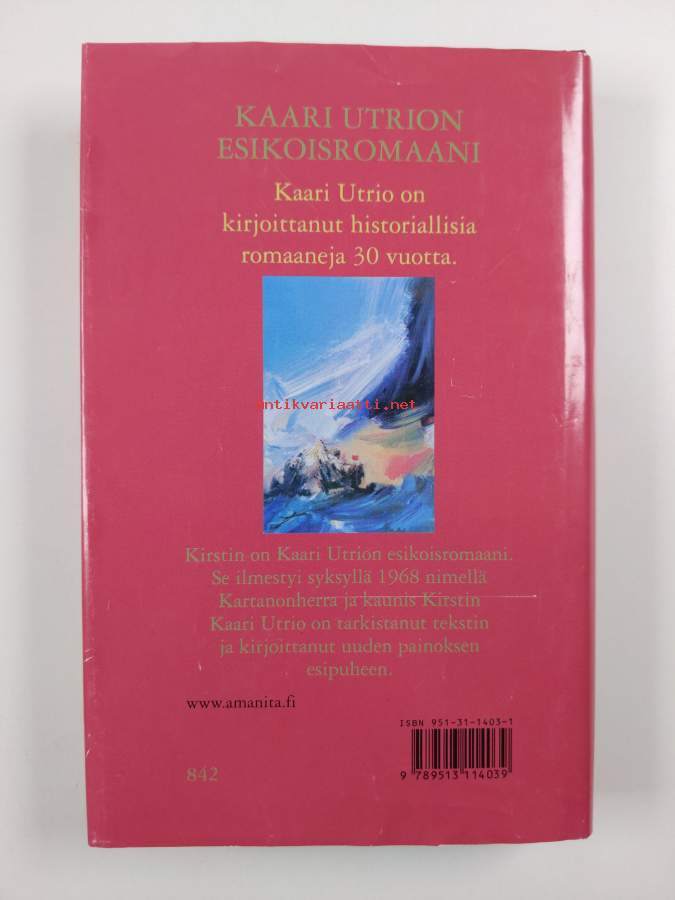 KAARI UTRION
ESIKOISROMAANI
Kaari Utrio on
kirjoittanut historiallisia
romaaneja 30 vuotta.
antikvariaatti.net
Kirstin on Kaari Utrion esikoisromaani.
Se ilmestyi syksyllä 1968 nimellä
Kartanonherra ja kaunis Kirstin
Kaari Utrio on tarkistanut tekstin
ja kirjoittanut uuden painoksen
esipuheen.
www.amanita.fi
ISBN 951-31-1403-1
842
9 789513 114039